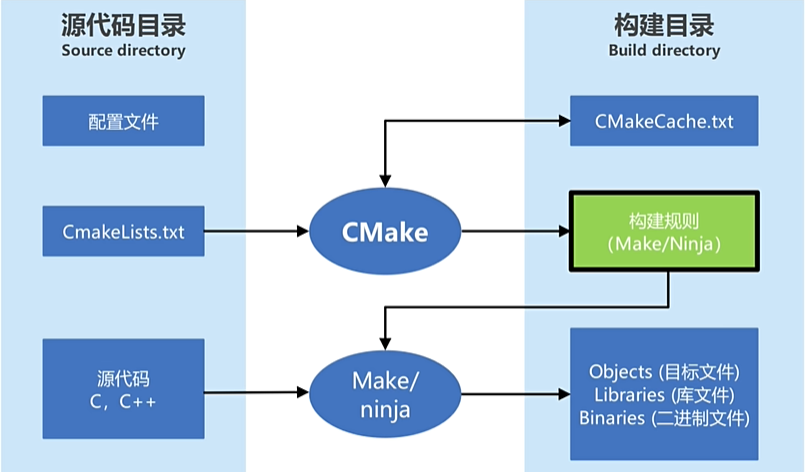 源代码目录
Source directory
构建目录
Build directory
配置文件
CMakeCache.txt
CmakeLists.txt
CMake
构建规则
（Make/Ninja）
源代码
C，C++
Make/
ninja
Objects (目标文件)
Libraries (库文件)
Binaries (二进制文件)